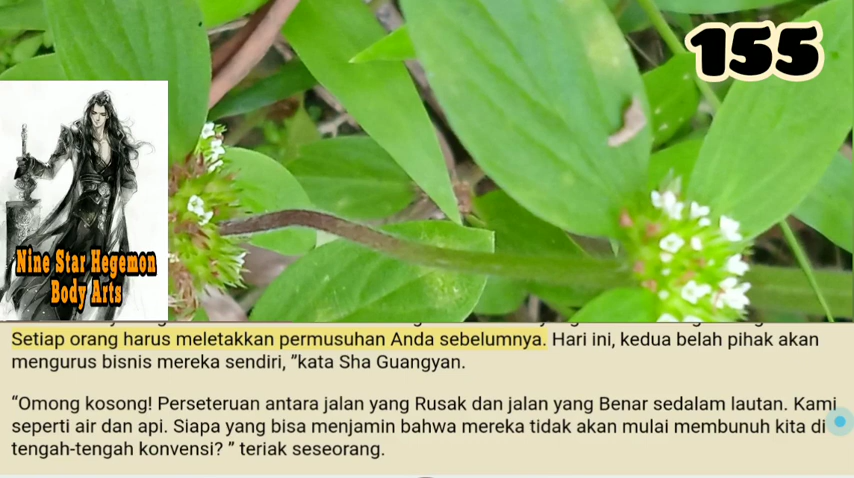 155
Nine Star Hegemon
Body Arts
Setiap orang harus meletakkan permusuhan Anda sebelumnya. Hari ini, kedua belah pihak akan
mengurus bisnis mereka sendiri, ”kata Sha Guangyan.
“Omong kosong! Perseteruan antara jalan yang Rusak dan jalan yang Benar sedalam lautan. Kami
seperti air dan api. Siapa yang bisa menjamin bahwa mereka tidak akan mulai membunuh kita di
tengah-tengah konvensi? ” teriak seseorang.